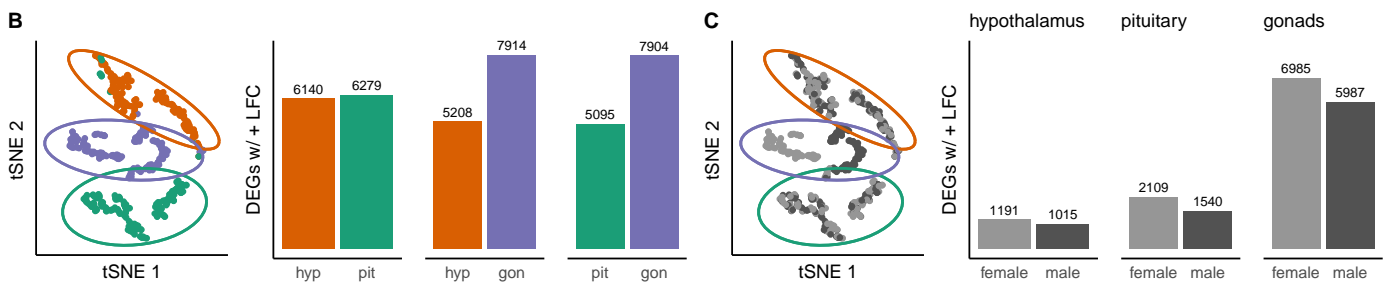 B
tSNE 2
tSNE 1
DEGs w/ + LFC
6140
6279
hyp
pit
5208
7914
hyp
gon
5095
7904
pit
gon
C
tSNE 2
tSNE 1
DEGs w/ + LFC
hypothalamus
1191
1015
female
male
pituitary
2109
1540
female
male
gonads
6985
5987
female
male